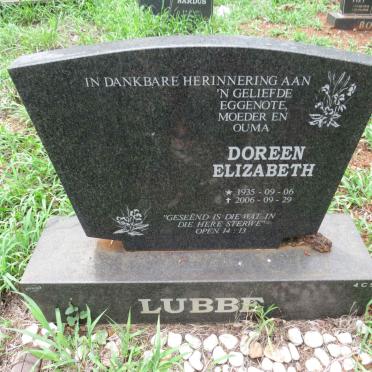 NARDUS
IN DANKBARE HERINNERING AAN
'N GELIEFDE
EGGENOTE,
MOEDER EN
OUMA
DOREEN
ELIZABETH
★ 1935 - 09 - 06
✝ 2006 - 09 - 29
"GESEËND IS DIE WAT IN
DIE HERE STERWE"
OPEN. 14 : 13
LUBBE